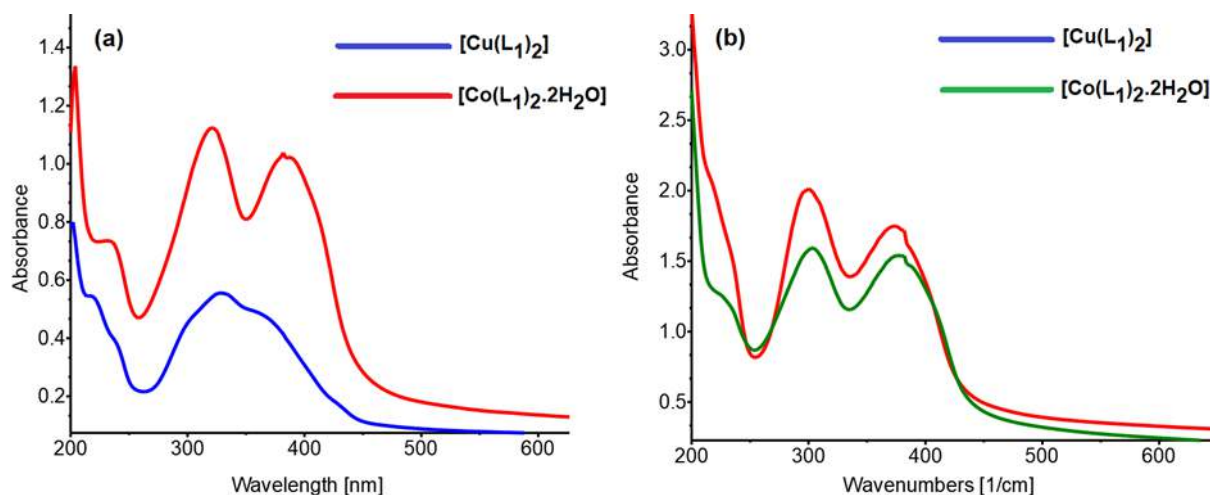 (a)
[Cu(L1)2]
[Co(L1)2.2H2O]
1.4
1.2
1.0
0.8
0.6
0.4
0.2
Absorbance
200
300
400
500
600
Wavelength [nm]
(b)
[Cu(L1)2]
[Co(L1)2.2H2O]
3.0
2.5
2.0
1.5
1.0
0.5
Absorbance
200
300
400
500
600
Wavenumbers [1/cm]